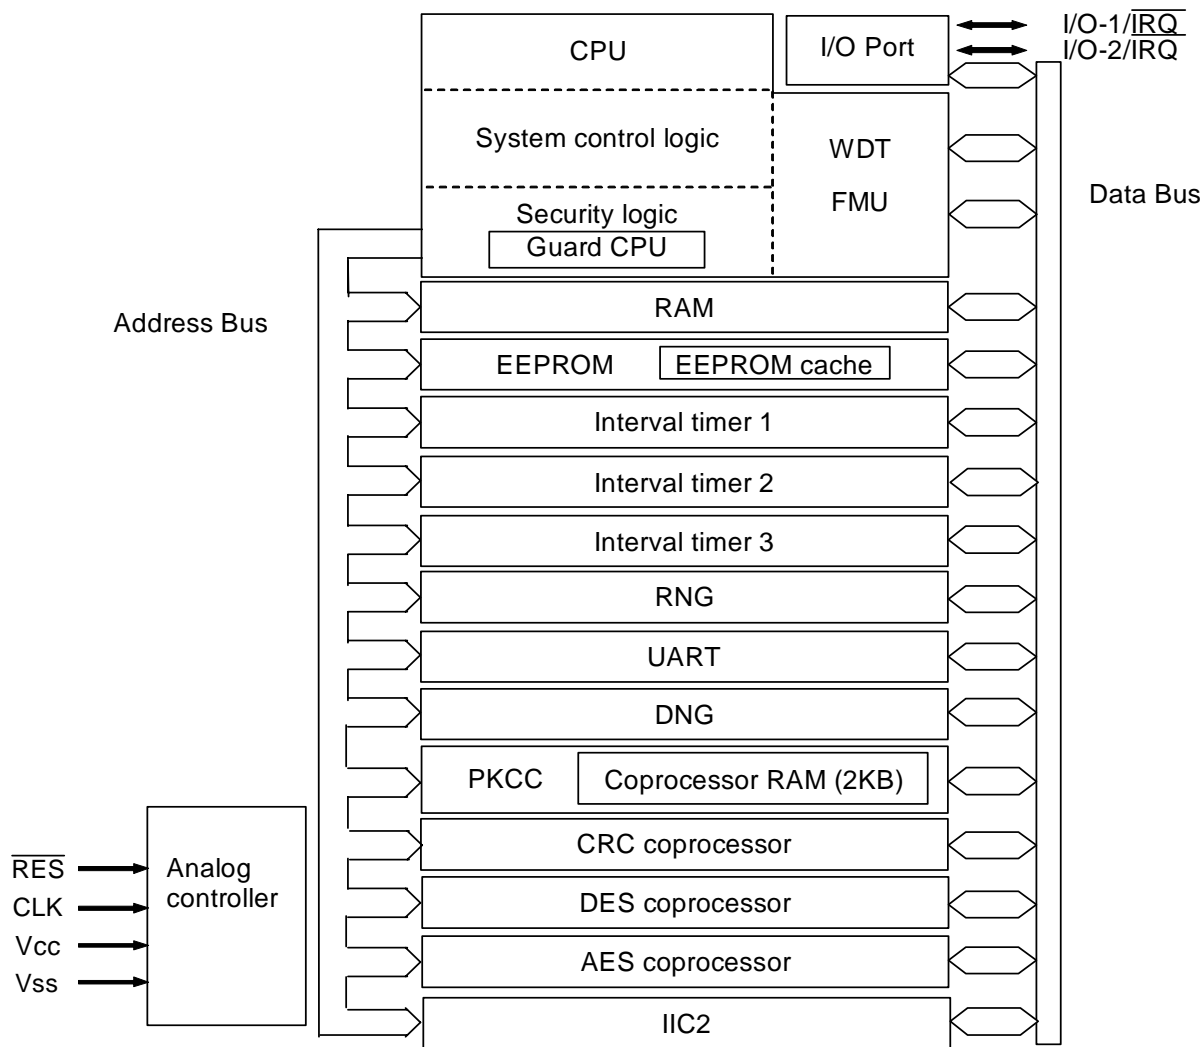 CPU
I/O Port
I/O-1/IRQ
I/O-2/IRQ
System control logic
WDT
FMU
Data Bus
Security logic
Guard CPU
Address Bus
RAM
EEPROM
EEPROM cache
Interval timer 1
Interval timer 2
Interval timer 3
RNG
UART
DNG
PKCC
Coprocessor RAM (2KB)
CRC coprocessor
DES coprocessor
AES coprocessor
IIC2
RES
CLK
Vcc
Vss
Analog
controller